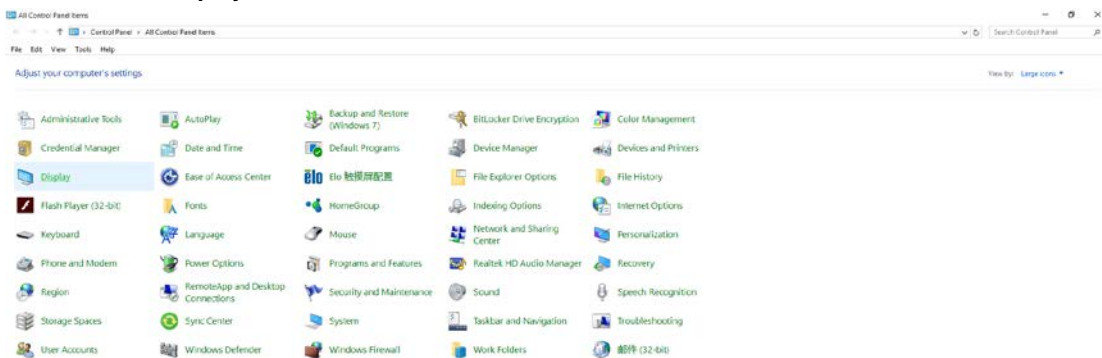 All Control Panel Items
Control Panel > All Control Panel Items
Search Control Panel
File Edit View Tools Help
Adjust your computer's settings
View by: Large icons
Administrative Tools
AutoPlay
Backup and Restore
(Windows 7)
BitLocker Drive Encryption
Color Management
Credential Manager
Date and Time
Default Programs
Device Manager
Devices and Printers
Display
Ease of Access Center
elo Elo 触摸屏配置
File Explorer Options
File History
Flash Player (32-bit)
Fonts
HomeGroup
Indexing Options
Internet Options
Keyboard
Language
Mouse
Network and Sharing
Center
Personalization
Phone and Modem
Power Options
Programs and Features
Realtek HD Audio Manager
Recovery
Region
RemoteApp and Desktop
Connections
Security and Maintenance
Sound
Speech Recognition
Storage Spaces
Sync Center
System
Taskbar and Navigation
Troubleshooting
User Accounts
Windows Defender
Windows Firewall
Work Folders
邮件 (32-bit)